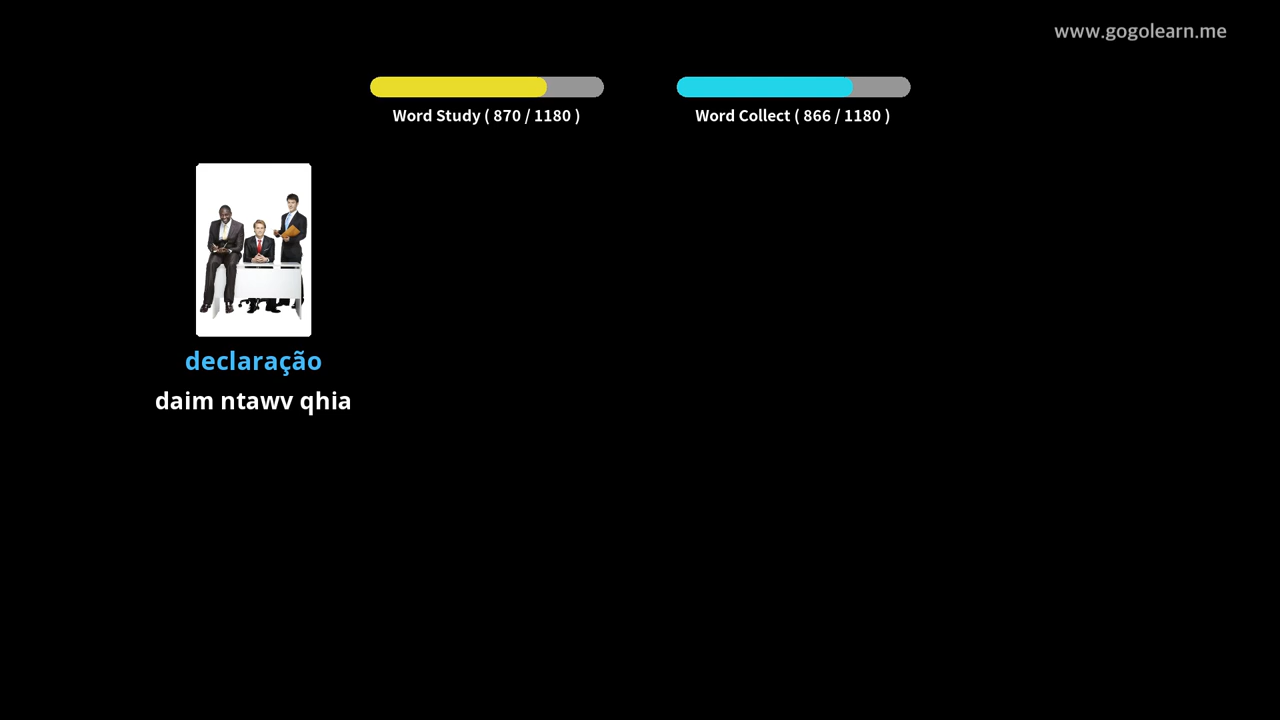 www.gogolearn.me
Word Study ( 870 / 1180 )
Word Collect ( 866 / 1180 )
declaração
daim ntawv qhia